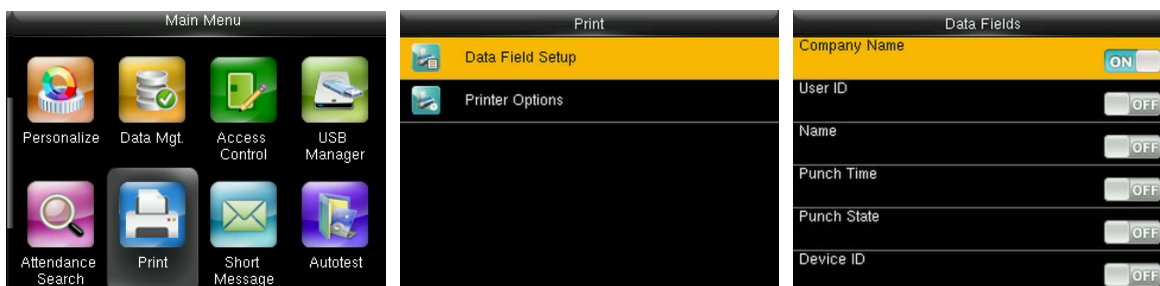 Main Menu
Personalize
Data Mgt.
Access
Control
USB
Manager
Attendance
Search
Print
Short
Message
Autotest
Print
Data Field Setup
Printer Options
Data Fields
Company Name
ON
User ID
OFF
Name
OFF
Punch Time
OFF
Punch State
OFF
Device ID
OFF